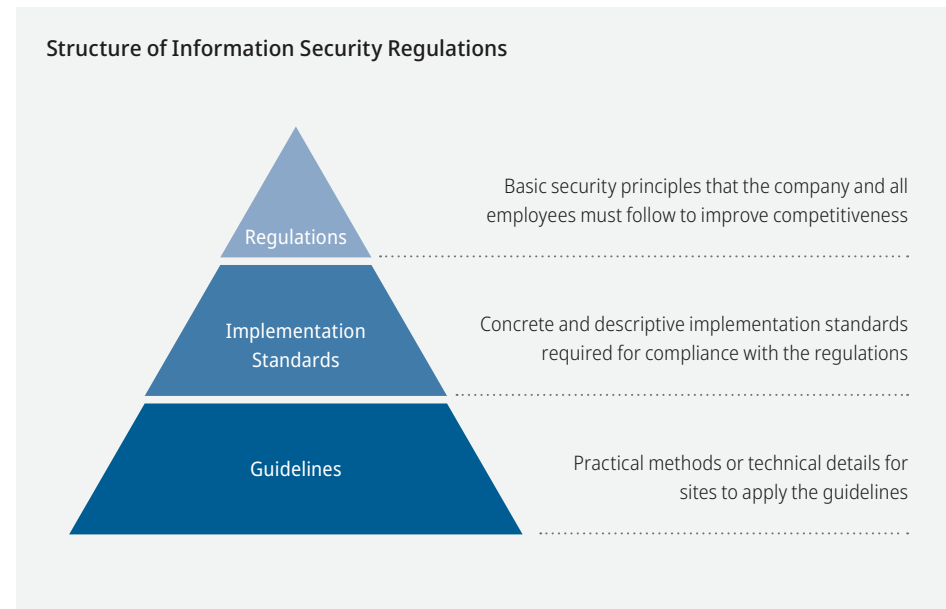 Structure of Information Security Regulations
Regulations
Basic security principles that the company and all
employees must follow to improve competitiveness
Implementation
Standards
Concrete and descriptive implementation standards
required for compliance with the regulations
Guidelines
Practical methods or technical details for
sites to apply the guidelines